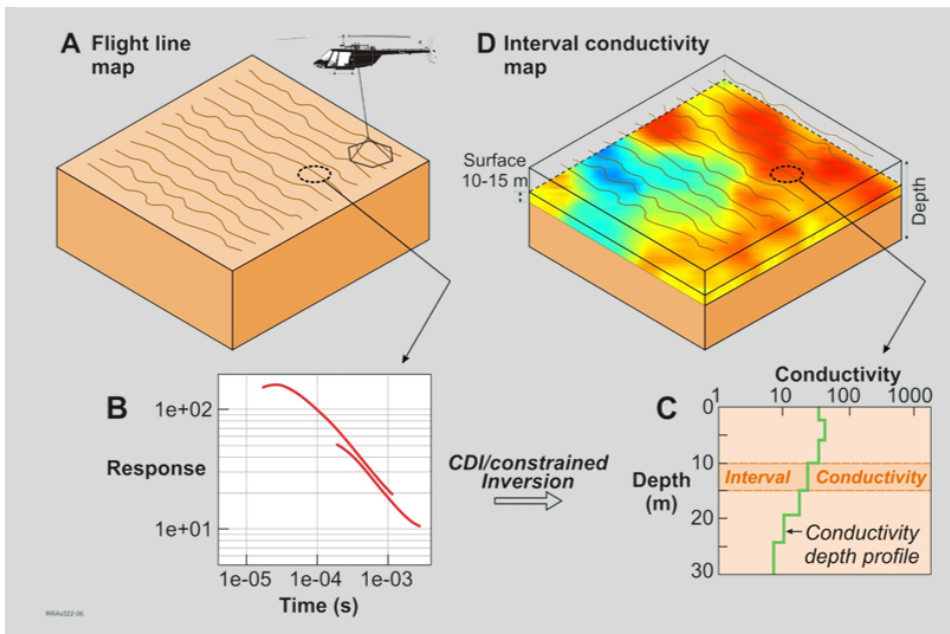 A Flight line
map
D Interval conductivity
map
Surface
10-15 m
Depth
B
Response
1e+02
1e+01
1e-05 1e-04 1e-03
Time (s)
CDI/constrained
Inversion
C
Conductivity
1 10 100 1000
Depth
(m)
0
10
20
30
Interval Conductivity
Conductivity
depth profile